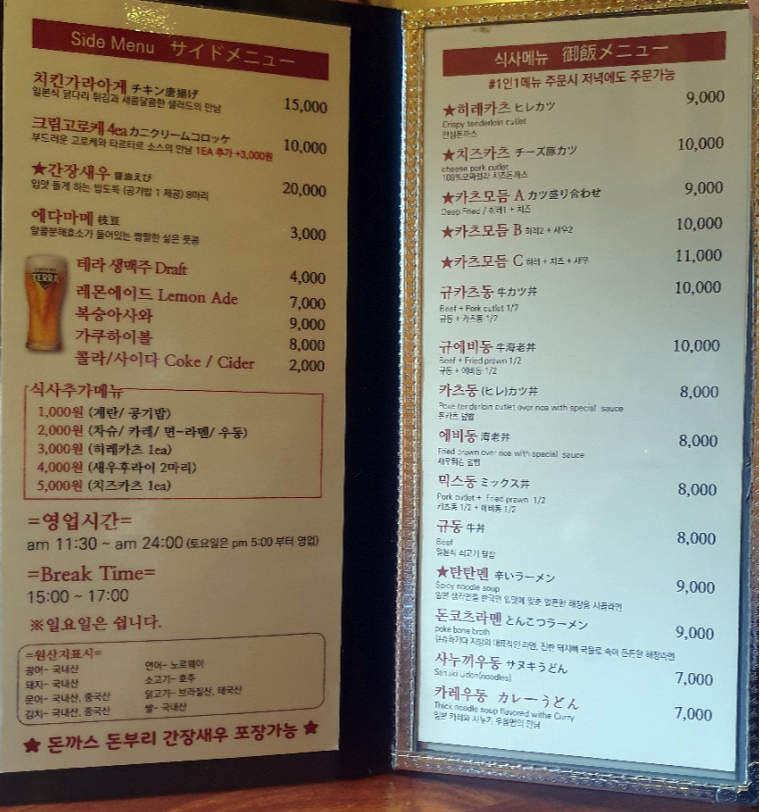 Side Menu サイドメニュー
치킨가라아게 チキン唐揚げ 15,000
일본식 닭다리 튀김과 새콤달콤한 샐러드의 만남
크림고로케 4ea カニクリームコロッケ 10,000
부드러운 고로케와 타르타르 소스의 만남 1EA 추가 +3,000원
★간장새우 醤油えび 20,000
입맛 돌게 하는 밥도둑 (공기밥 1 제공) 8마리
에다마메 枝豆 3,000
알콜분해효소가 들어있는 짭짤한 삶은 풋콩
TERRA
테라 생맥주 Draft 4,000
레몬에이드 Lemon Ade 7,000
복숭아사와 9,000
가쿠하이볼 8,000
콜라/사이다 Coke / Cider 2,000
식사추가메뉴
1,000원 (계란/ 공기밥)
2,000원 (차슈/ 카레/ 면-라멘/ 우동)
3,000원 (히레카츠 1ea)
4,000원 (새우후라이 2마리)
5,000원 (치즈카츠 1ea)
=영업시간=
am 11:30 ~ am 24:00 (토요일은 pm 5:00 부터 영업)
=Break Time=
15:00 ~ 17:00
※일요일은 쉽니다.
=원산지표시=
광어- 국내산 연어- 노르웨이
돼지- 국내산 소고기- 호주
문어- 국내산, 중국산 닭고기- 브라질산, 태국산
김치- 국내산, 중국산 쌀- 국내산
★ 돈까스 돈부리 간장새우 포장가능 ★
식사메뉴 御飯メニュー
#1인1메뉴 주문시 저녁에도 주문가능
★히레카츠 ヒレカツ 9,000
Crispy tenderloin cutlet
안심돈까스
★치즈카츠 チーズ豚カツ 10,000
cheese pork cutlet
100%모짜렐라 치즈돈까스
★카츠모듬 A カツ盛り合わせ 9,000
Deep Fried / 히레1 + 치즈
★카츠모듬 B 히레2 + 새우2 10,000
★카츠모듬 C 히레 + 치즈 + 새우 11,000
규카츠동 牛カツ丼 10,000
Beef + Pork cutlet 1/2
규동 + 카츠동 1/2
규에비동 牛海老丼 10,000
Beef + Fried prawn 1/2
규동 + 에비동 1/2
카츠동 (ヒレ)カツ丼 8,000
Poke tenderloin cutlet over rice with special sauce
돈카츠 덮밥
에비동 海老丼 8,000
Fried prawn over rice with special sauce
새우튀김 덮밥
믹스동 ミックス丼 8,000
Pork cutlet + Fried prawn 1/2
카츠동 1/2 + 에비동 1/2
규동 牛丼 8,000
Beef
일본식 쇠고기 덮밥
★탄탄멘 辛いラーメン 9,000
Spicy noodle soup
일본 생라면을 한국인 입맛에 맞춘 얼큰한 해장용 사골라멘
돈코츠라멘 とんこつラーメン 9,000
poke bone broth
큐슈하카다 지방의 대표적인 라멘, 진한 돼지뼈 국물로 속이 든든한 해장라멘
사누끼우동 サヌキうどん 7,000
Sanuki udon(noodles)
카레우동 カレーうどん 7,000
Thick noodle soup flavored withe Curry
일본 카레와 사누끼 우동면의 만남